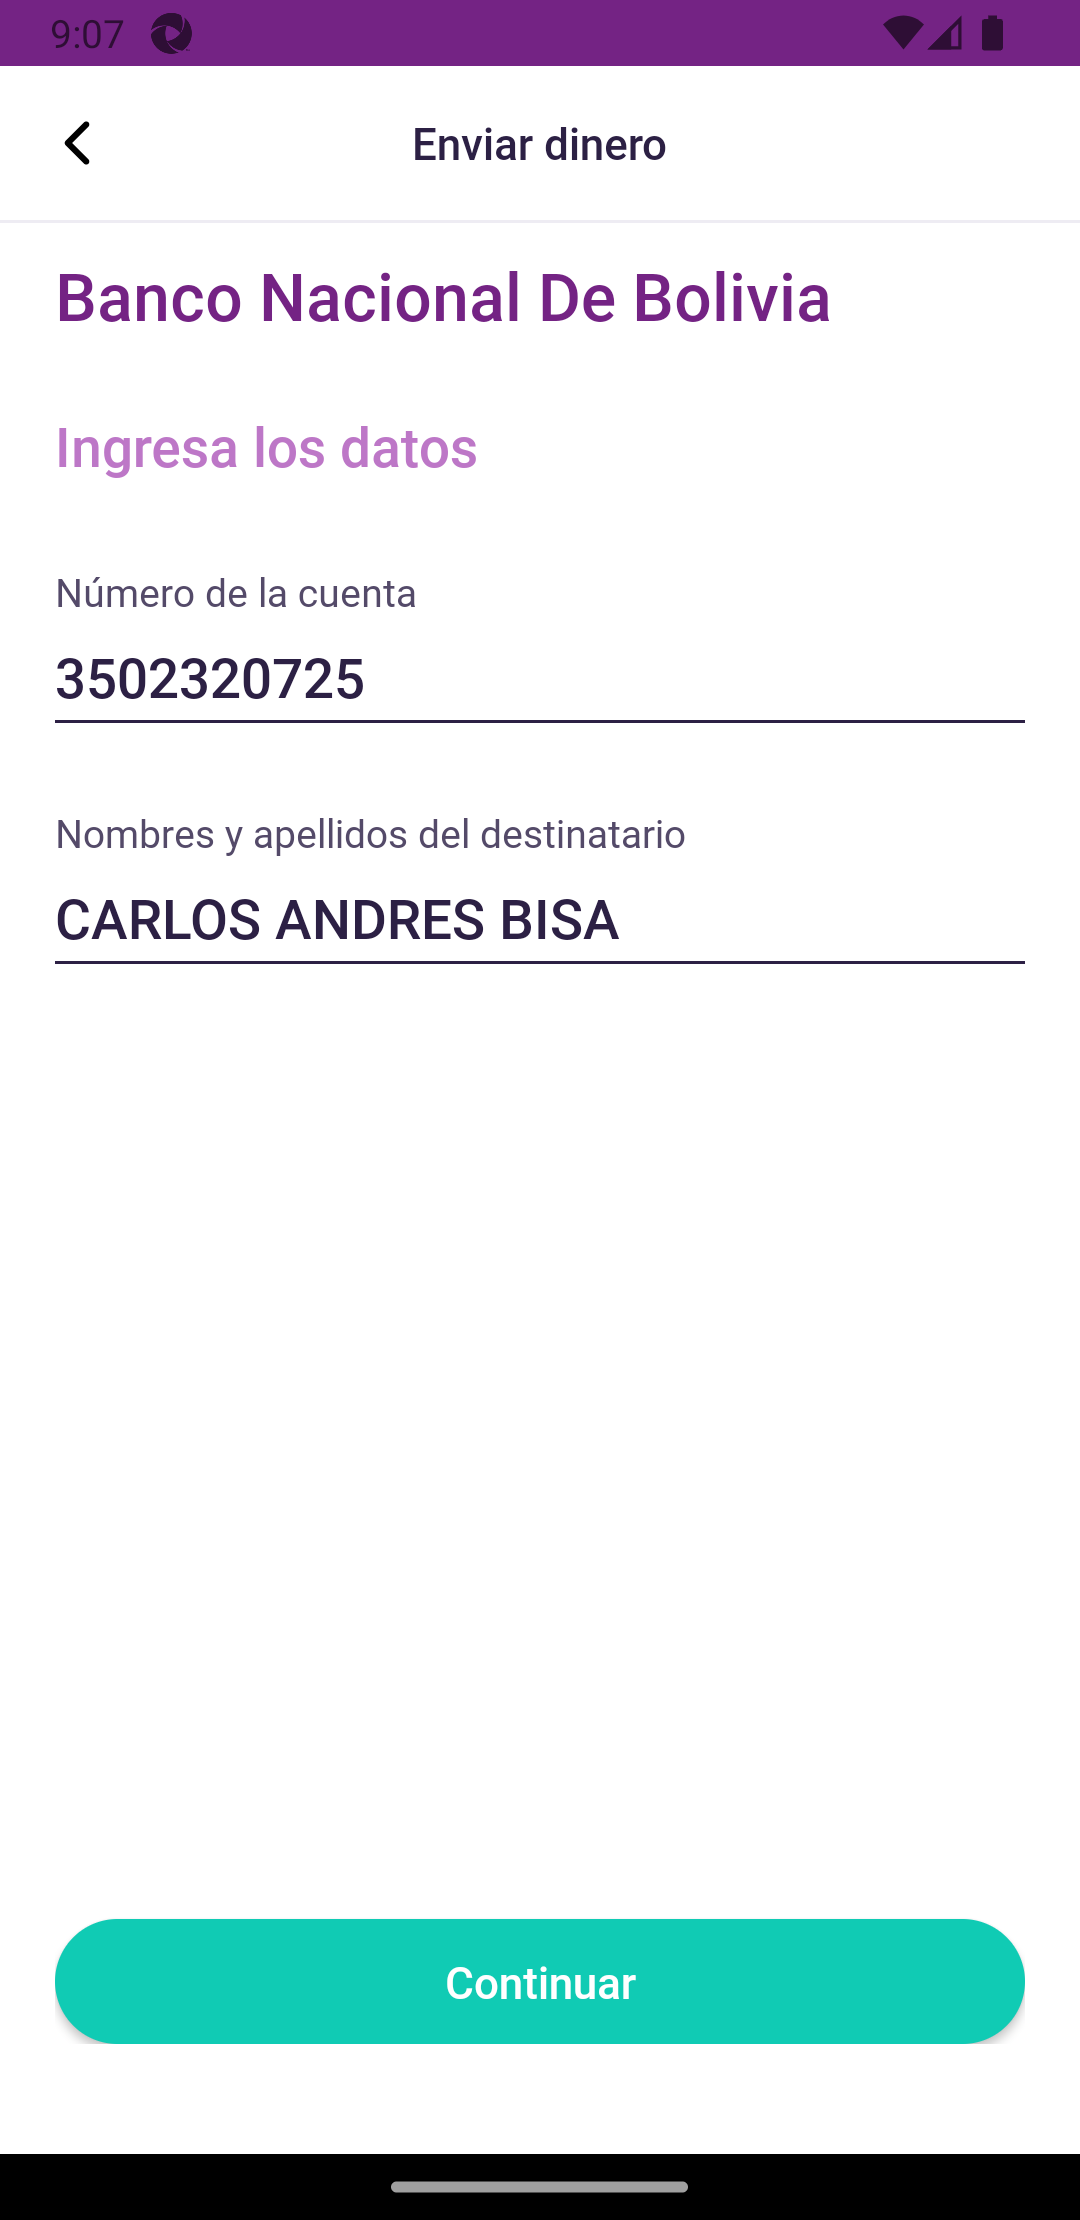 9:07
Enviar dinero
Banco Nacional De Bolivia
Ingresa los datos
Número de la cuenta
3502320725
Nombres y apellidos del destinatario
CARLOS ANDRES BISA
Continuar